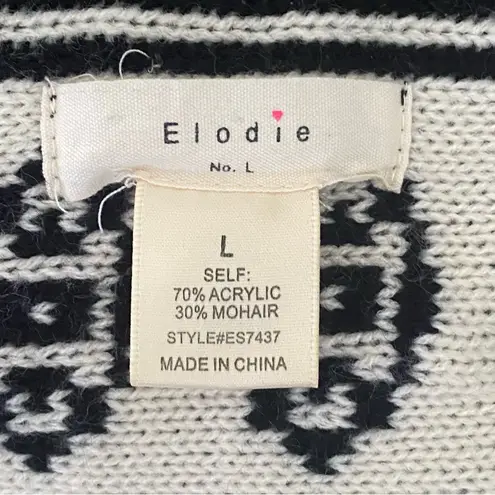 Elodie
No. L
L
SELF:
70% ACRYLIC
30% MOHAIR
STYLE#ES7437
MADE IN CHINA